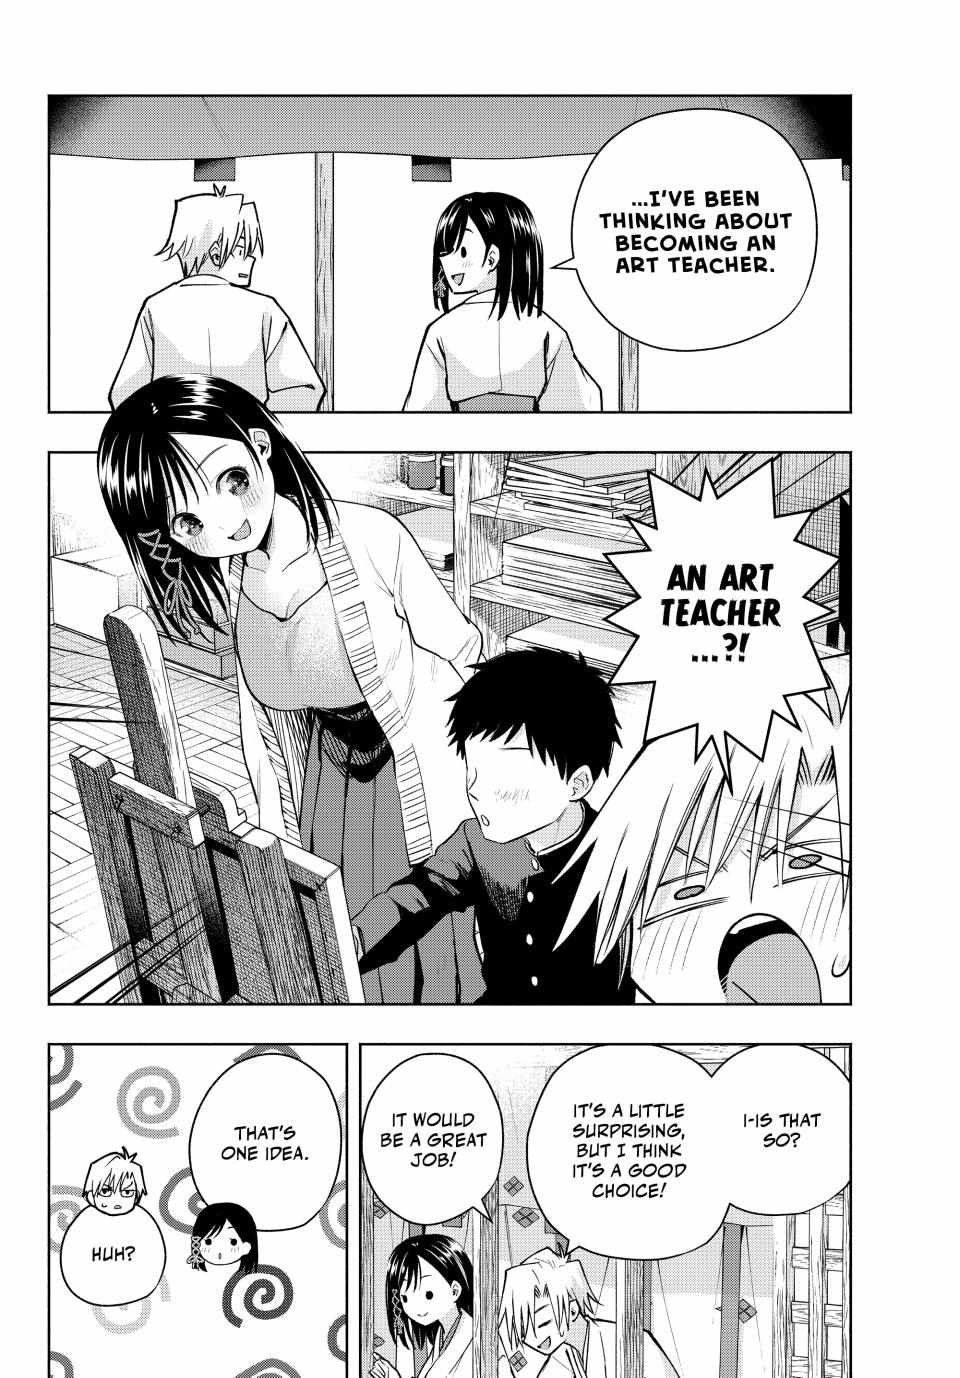 ...I'VE BEEN
THINKING ABOUT
BECOMING AN
ART TEACHER.
AN ART
TEACHER
...?!
I-IS THAT
SO?
IT'S A LITTLE
SURPRISING,
BUT I THINK
IT'S A GOOD
CHOICE!
IT WOULD
BE A GREAT
JOB!
THAT'S
ONE IDEA.
HUH?